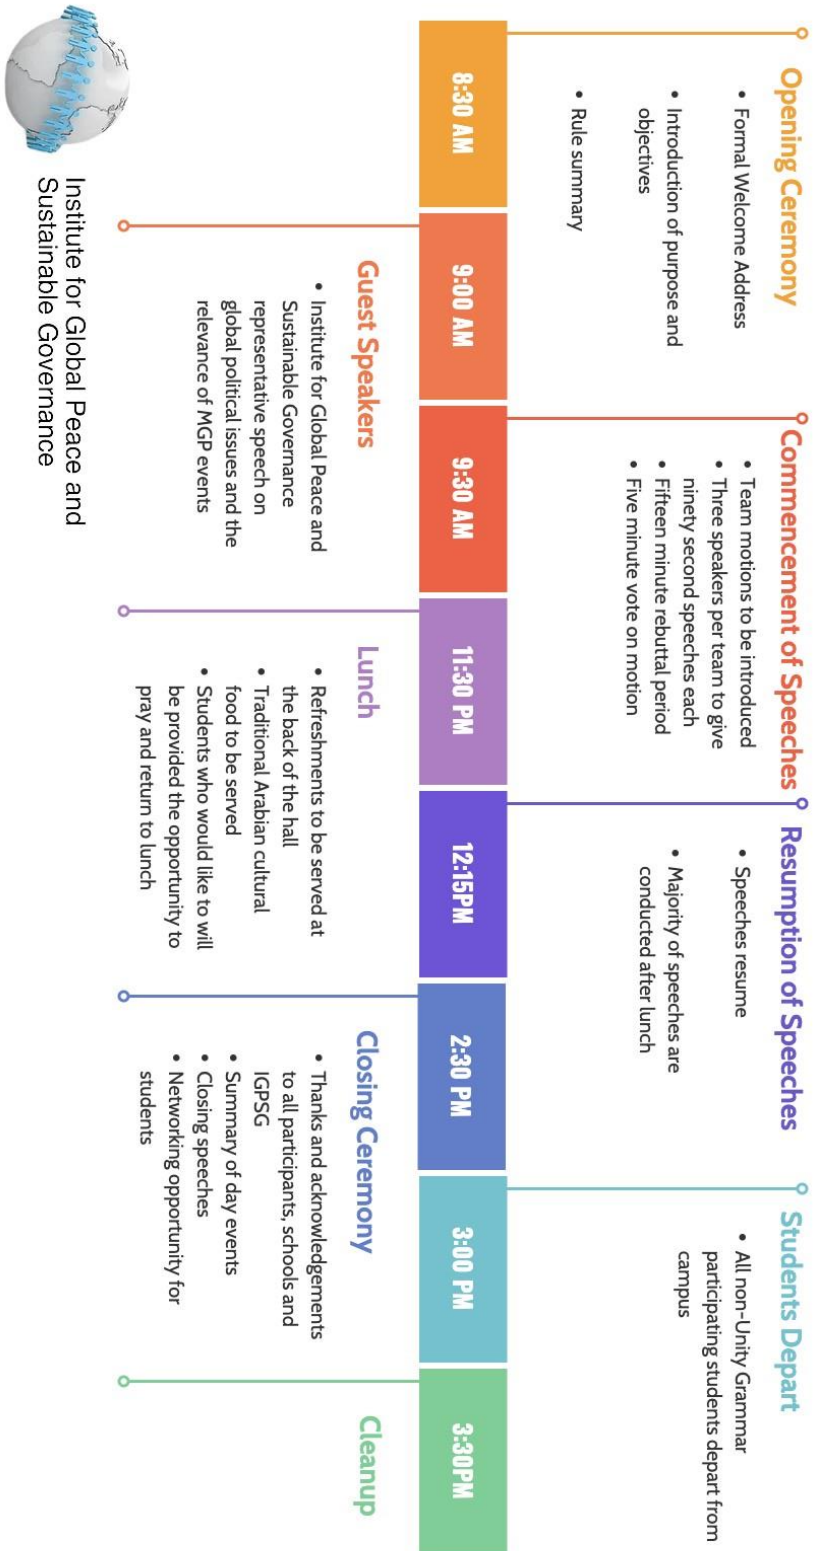 Opening Ceremony
• Formal Welcome Address
• Introduction of purpose and
objectives
• Rule summary
Commencement of Speeches
• Team motions to be introduced
• Three speakers per team to give
ninety second speeches each
• Fifteen minute rebuttal period
• Five minute vote on motion
Resumption of Speeches
• Speeches resume
• Majority of speeches are
conducted after lunch
Students Depart
• All non-Unity Grammar
participating students depart from
campus
8:30 AM
9:00 AM
9:30 AM
11:30 PM
12:15PM
2:30 PM
3:00 PM
3:30PM
Guest Speakers
• Institute for Global Peace and
Sustainable Governance
representative speech on
global political issues and the
relevance of MGP events
Lunch
• Refreshments to be served at
the back of the hall
• Traditional Arabian cultural
food to be served
• Students who would like to will
be provided the opportunity to
pray and return to lunch
Closing Ceremony
• Thanks and acknowledgements
to all participants, schools and
IGPSG
• Summary of day events
• Closing speeches
• Networking opportunity for
students
Cleanup
Institute for Global Peace and
Sustainable Governance